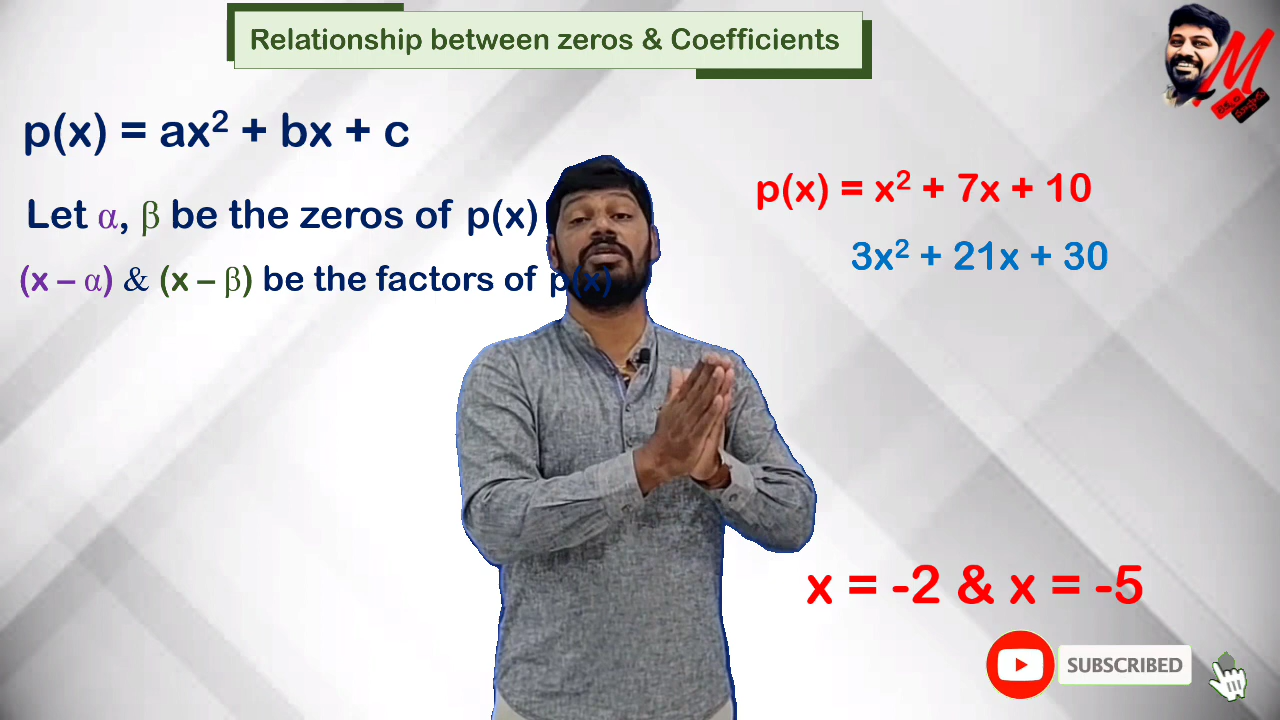 Relationship between zeros & Coefficients
p(x) = ax² + bx + c
Let α, β be the zeros of p(x)
(x – α) & (x – β) be the factors of p(x)
p(x) = x² + 7x + 10
3x² + 21x + 30
x = -2 & x = -5
SUBSCRIBED
M